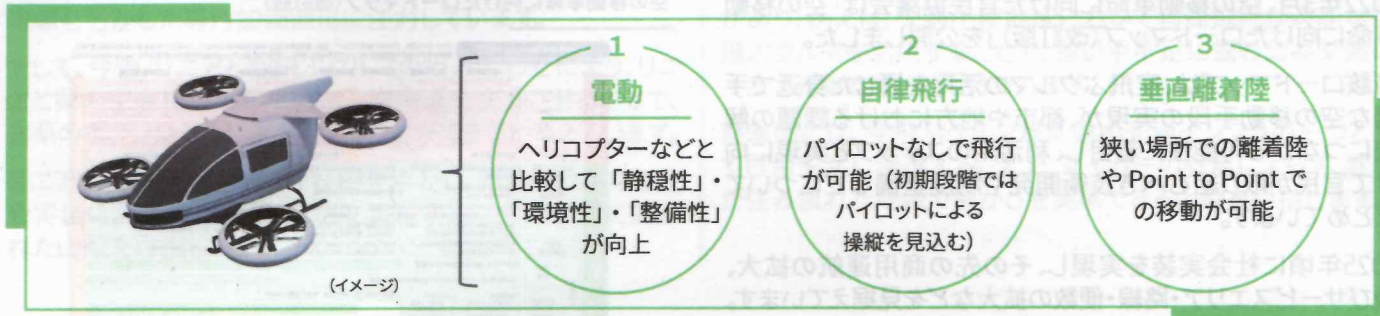 1
電動
ヘリコプターなどと
比較して「静穏性」・
「環境性」・「整備性」
が向上
2
自律飛行
パイロットなしで飛行
が可能（初期段階では
パイロットによる
操縦を見込む）
3
垂直離着陸
狭い場所での離着陸
や Point to Point で
の移動が可能
（イメージ）